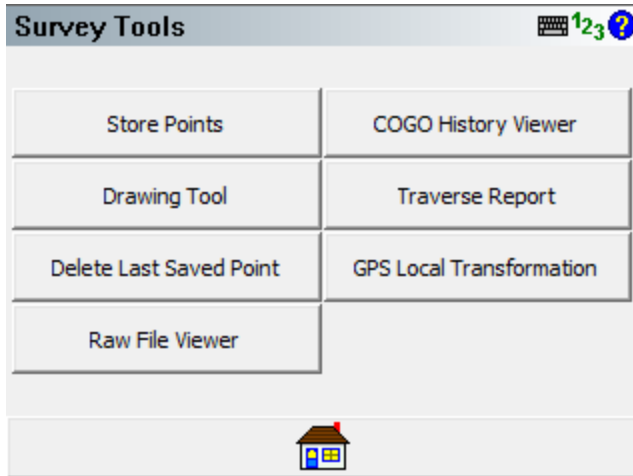 Survey Tools 123 ?
Store Points
COGO History Viewer
Drawing Tool
Traverse Report
Delete Last Saved Point
GPS Local Transformation
Raw File Viewer